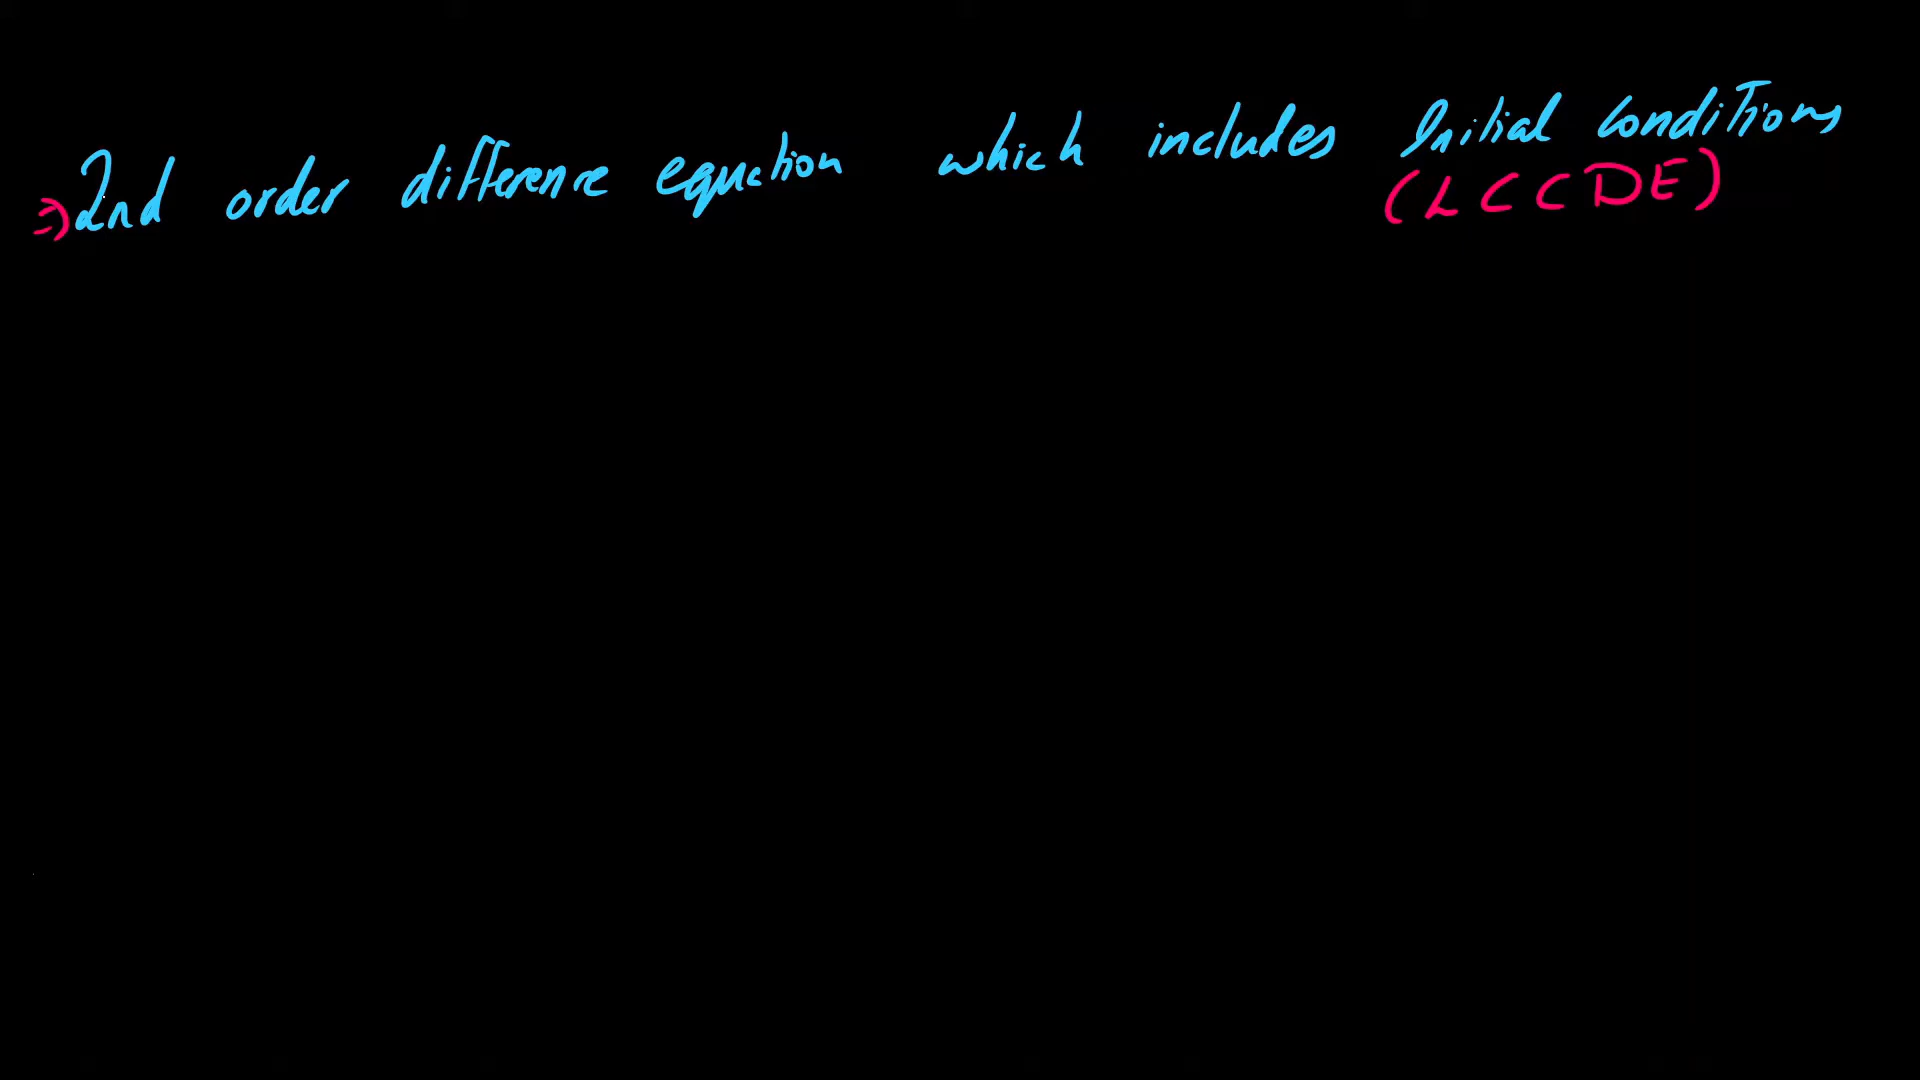 ⇒ 2nd order difference equation which includes Initial conditions
(LCCDE)